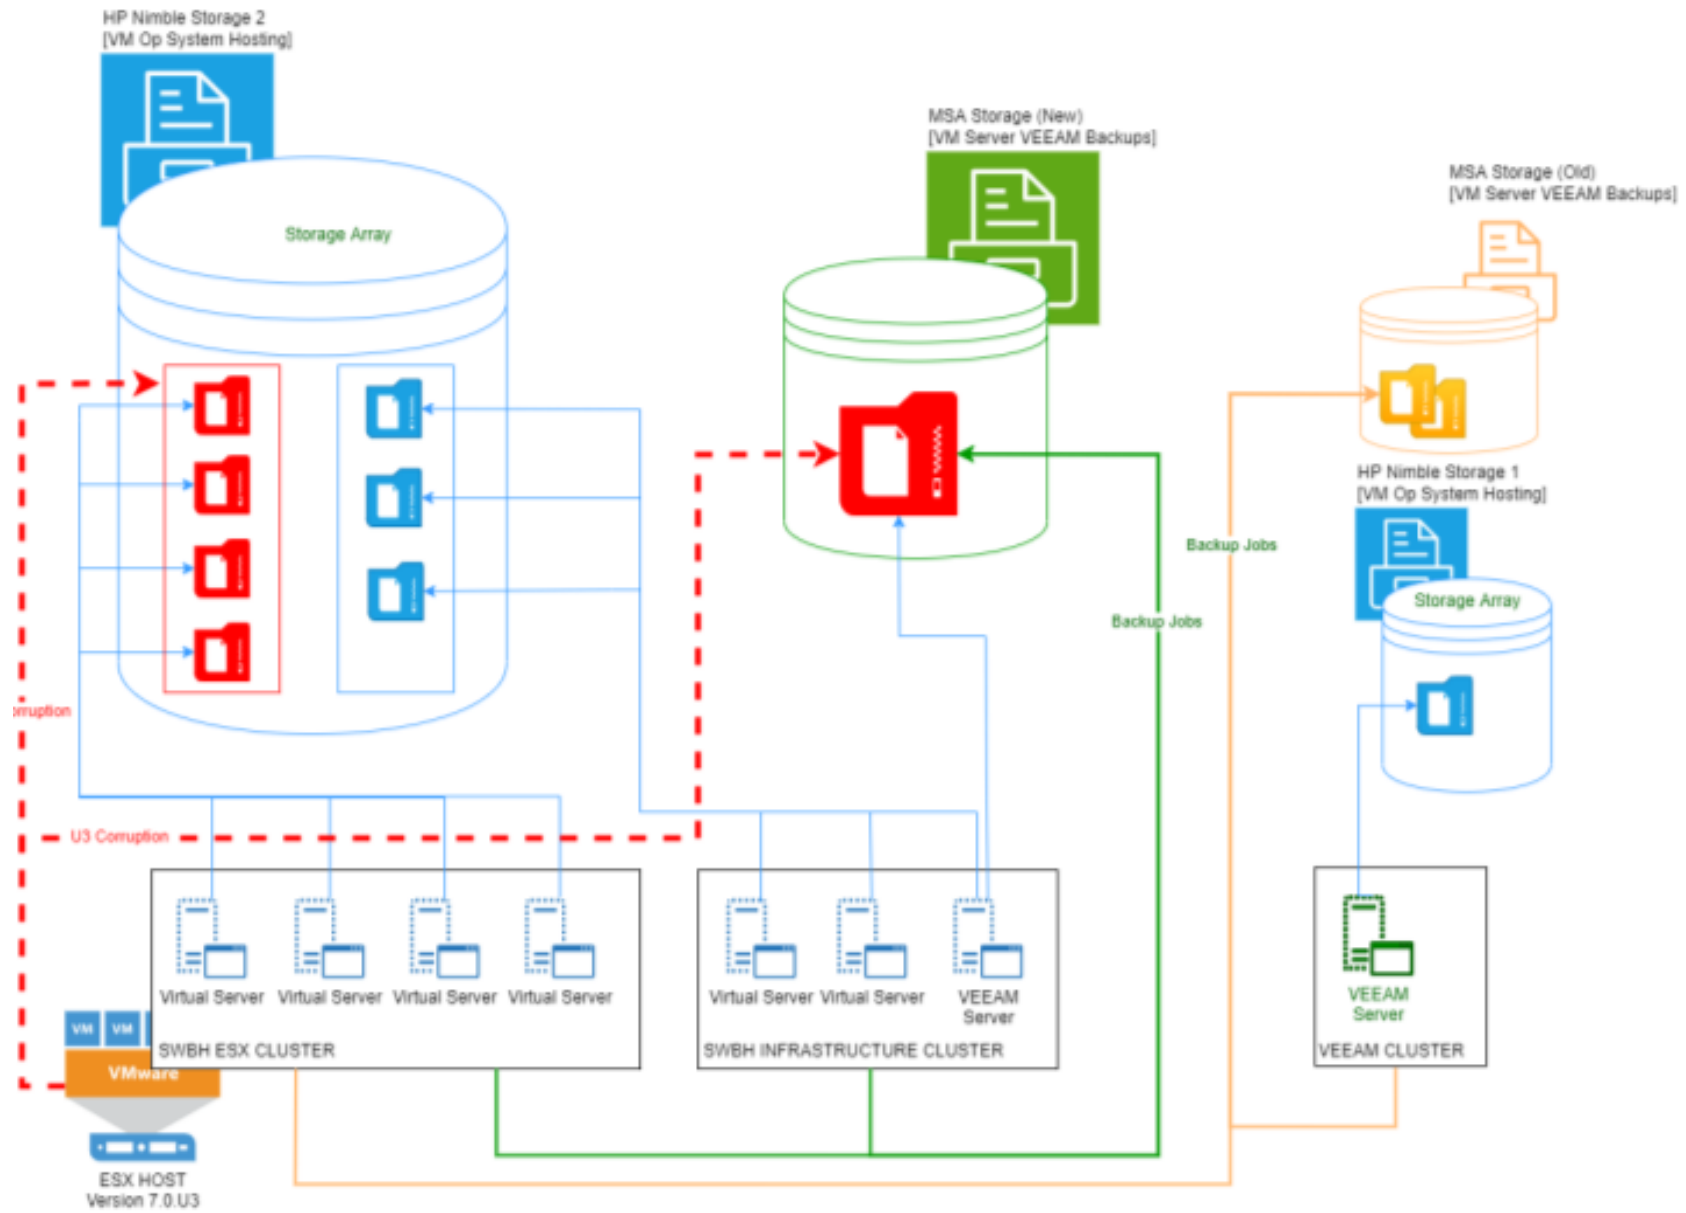 HP Nimble Storage 2
[VM Op System Hosting]
Storage Array
MSA Storage (New)
[VM Server VEEAM Backups]
MSA Storage (Old)
[VM Server VEEAM Backups]
HP Nimble Storage 1
[VM Op System Hosting]
Storage Array
Backup Jobs
Backup Jobs
orruption
U3 Corruption
Virtual Server
Virtual Server
Virtual Server
Virtual Server
SWBH ESX CLUSTER
Virtual Server
Virtual Server
VEEAM
Server
SWBH INFRASTRUCTURE CLUSTER
VEEAM
Server
VEEAM CLUSTER
VM
VM
VMware
ESX HOST
Version 7.0.U3